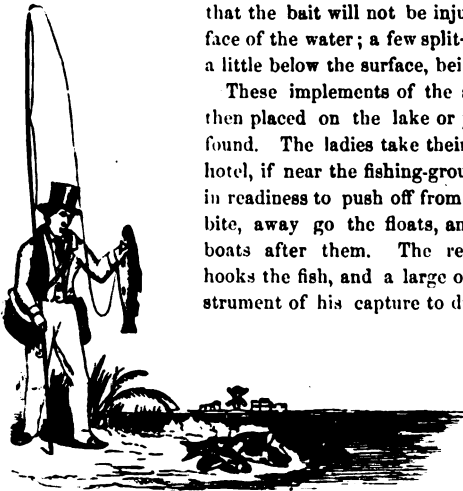 that the bait will not be inju
face of the water; a few split-
a little below the surface, bei
These implements of the
then placed on the lake or
found. The ladies take their
hotel, if near the fishing-grou
in readiness to push off from
bite, away go the floats, an
boats after them. The re
hooks the fish, and a large o
strument of his capture to d